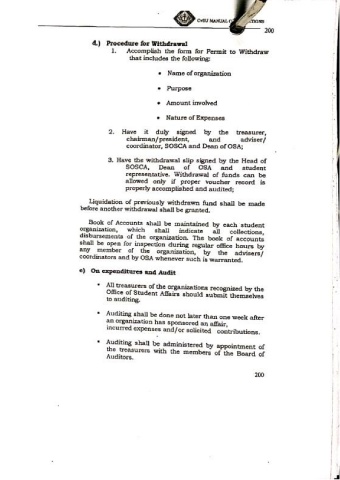 CvSU MANUAL OF OPERATIONS
200
d.) Procedure for Withdrawal
1. Accomplish the form for Permit to Withdraw
that includes the following:
• Name of organization
• Purpose
• Amount involved
• Nature of Expenses
2. Have it duly signed by the treasurer,
chairman/president, and adviser/
coordinator, SOSCA and Dean of OSA;
3. Have the withdrawal slip signed by the Head of
SOSCA, Dean of OSA and student
representative. Withdrawal of funds can be
allowed only if proper voucher record is
properly accomplished and audited;
Liquidation of previously withdrawn fund shall be made
before another withdrawal shall be granted.
Book of Accounts shall be maintained by each student
organization, which shall indicate all collections,
disbursements of the organization. The book of accounts
shall be open for inspection during regular office hours by
any member of the organization, by the advisers/
coordinators and by OSA whenever such is warranted.
e) On expenditures and Audit
• All treasurers of the organizations recognized by the
Office of Student Affairs should submit themselves
to auditing.
• Auditing shall be done not later than one week after
an organization has sponsored an affair,
incurred expenses and/or solicited contributions.
• Auditing shall be administered by appointment of
the treasurers with the members of the Board of
Auditors.
200